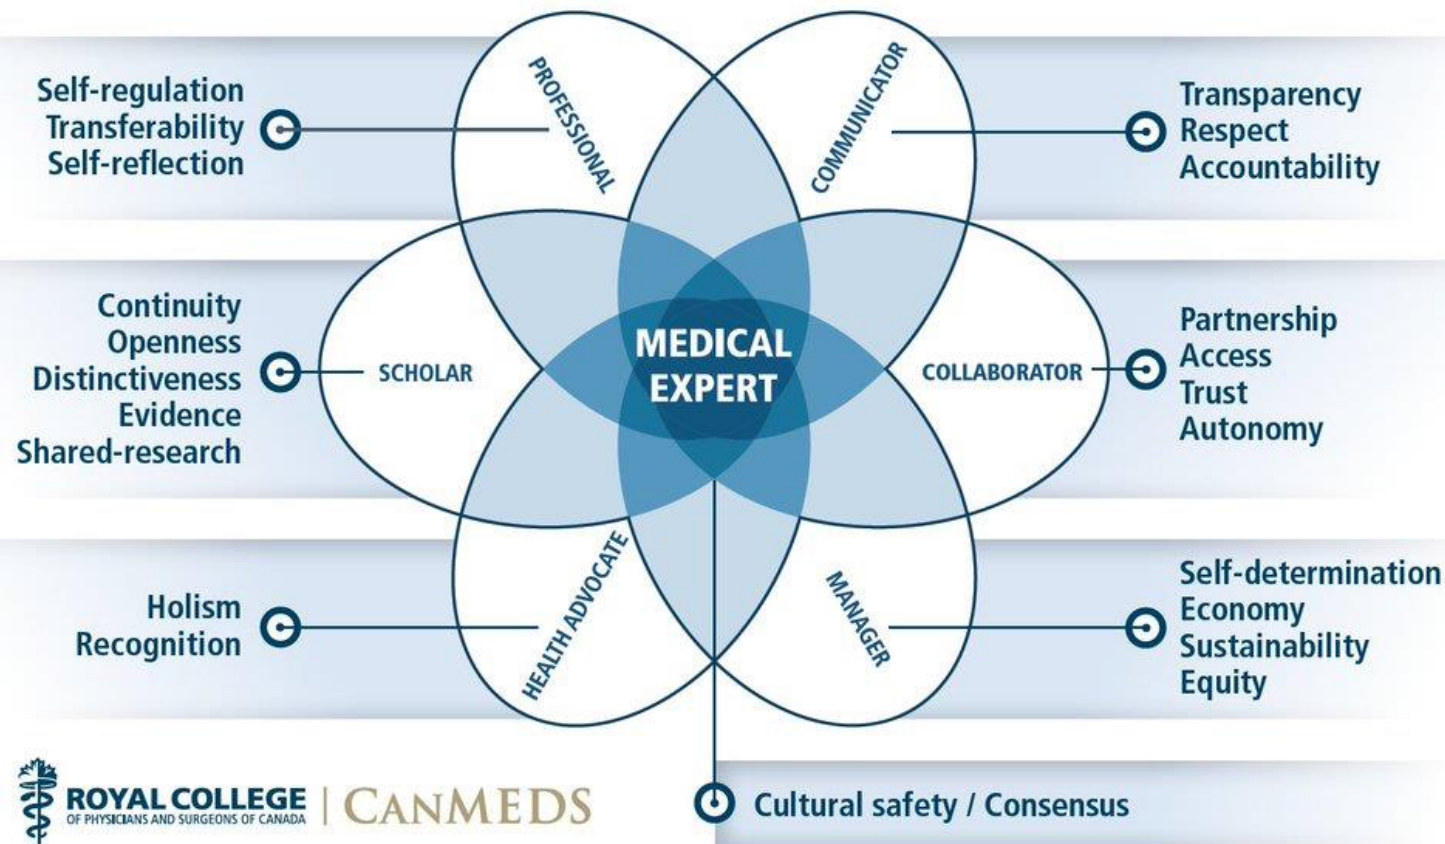 PROFESSIONAL
COMMUNICATOR
Self-regulation
Transferability
Self-reflection
Transparency
Respect
Accountability
Continuity
Openness
Distinctiveness
Evidence
Shared-research
SCHOLAR
MEDICAL
EXPERT
COLLABORATOR
Partnership
Access
Trust
Autonomy
Holism
Recognition
HEALTH ADVOCATE
MANAGER
Self-determination
Economy
Sustainability
Equity
ROYAL COLLEGE
OF PHYSICIANS AND SURGEONS OF CANADA
CANMEDS
Cultural safety / Consensus